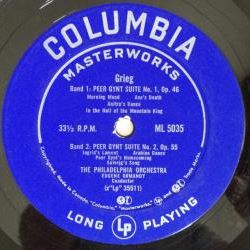 COLUMBIA
MASTERWORKS
Grieg
Band 1: PEER GYNT SUITE No. 1, Op. 46
Morning Mood Ase's Death
Anitra's Dance
In the Hall of the Mountain King
33⅓ R.P.M. ML 5035
Band 2: PEER GYNT SUITE No. 2, Op. 55
Ingrid's Lament Arabian Dance
Peer Gynt's Homecoming
Solveig's Song
THE PHILADELPHIA ORCHESTRA
EUGENE ORMANDY
Conductor
(x"Lp" 35511)
LONG Lp PLAYING